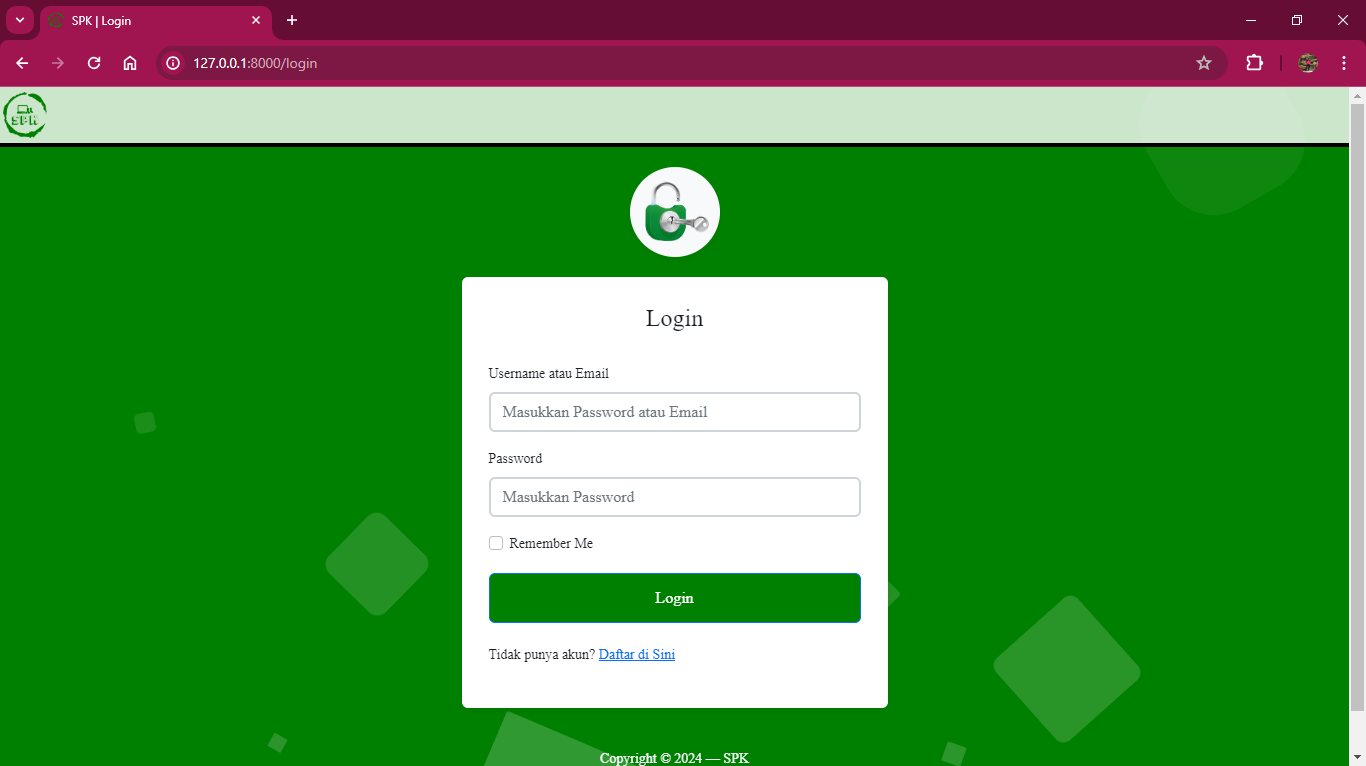 SPK | Login
127.0.0.1:8000/login
SPK
Login
Username atau Email
Masukkan Password atau Email
Password
Masukkan Password
Remember Me
Login
Tidak punya akun? Daftar di Sini
Copyright © 2024 — SPK